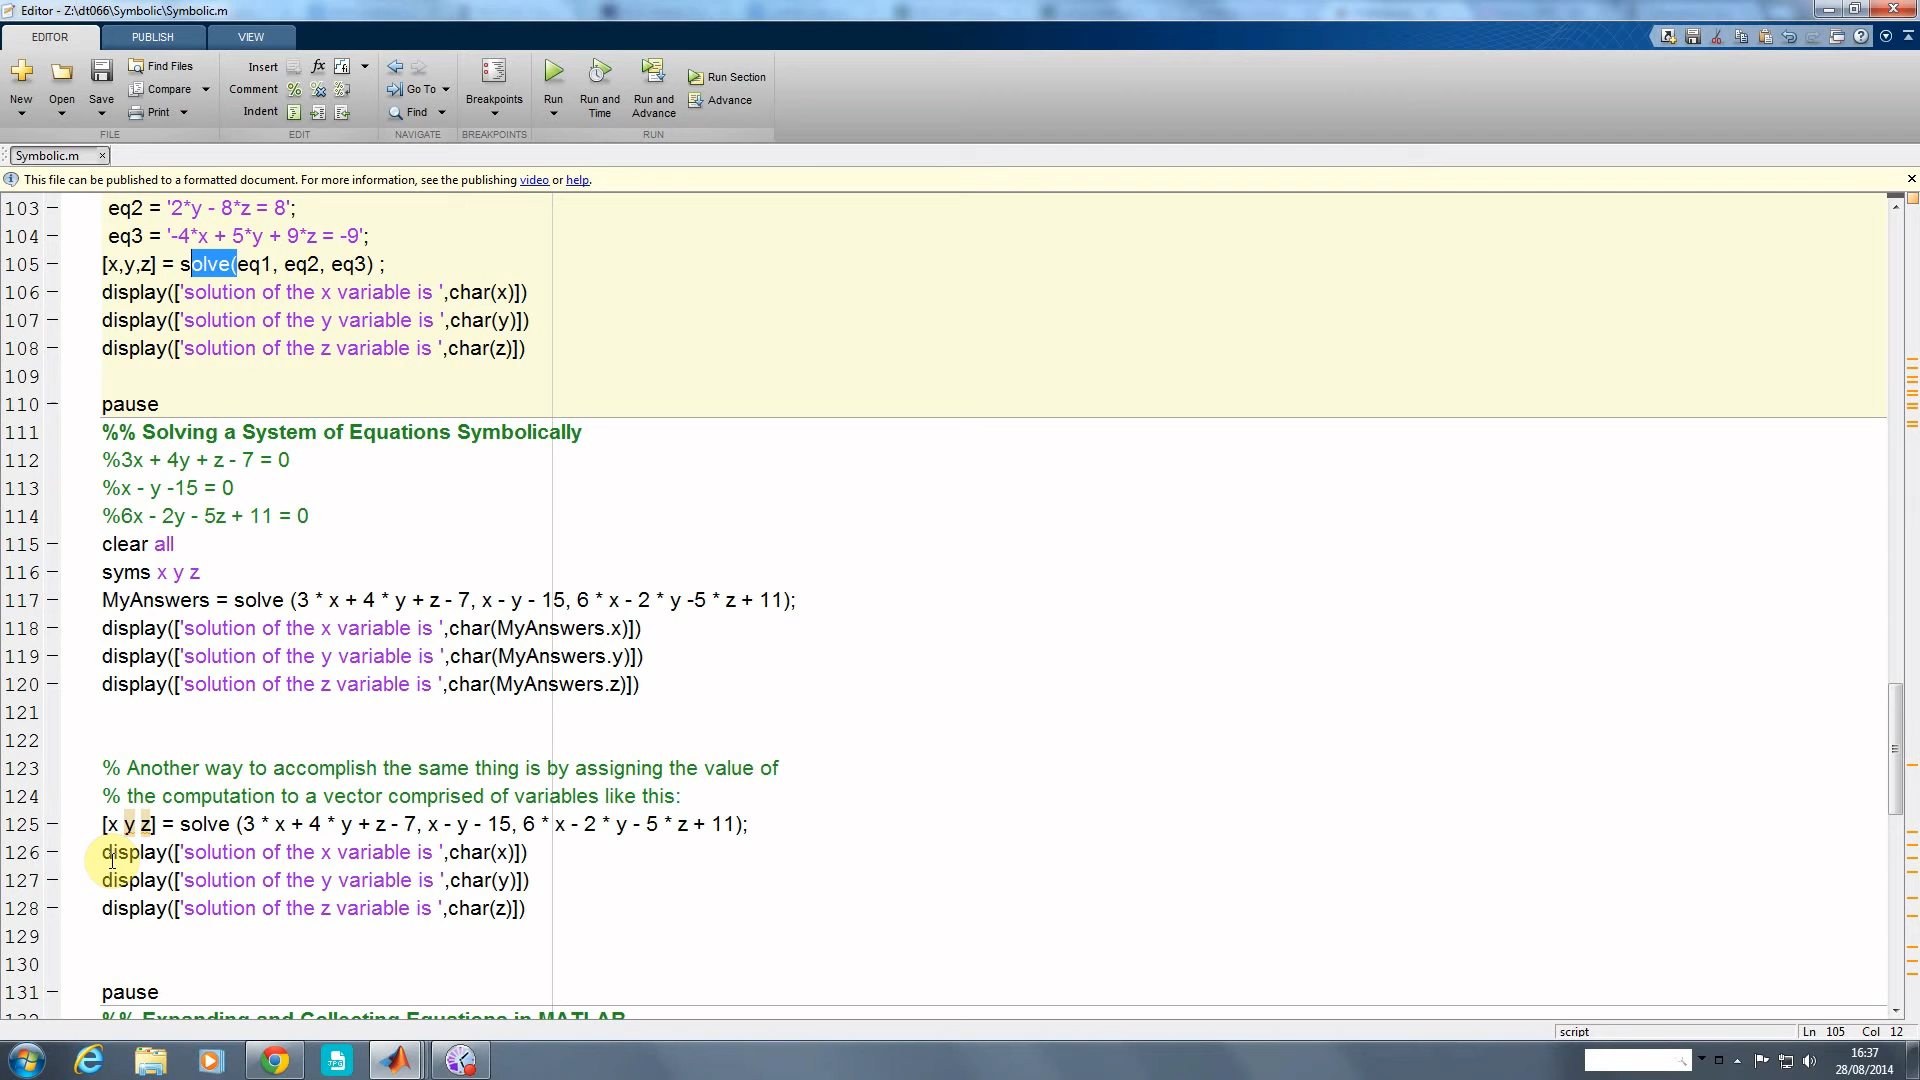 Editor - Z:\dt066\Symbolic\Symbolic.m
EDITOR PUBLISH VIEW
New Open Save Find Files Compare Print
FILE
Insert fx
Comment
Indent
EDIT
Go To
Find
NAVIGATE
Breakpoints
BREAKPOINTS
Run Run and Time Run and Advance Run Section Advance
RUN
Symbolic.m
This file can be published to a formatted document. For more information, see the publishing video or help.
103 eq2 = '2*y - 8*z = 8';
104 eq3 = '-4*x + 5*y + 9*z = -9';
105 [x,y,z] = solve(eq1, eq2, eq3) ;
106 display(['solution of the x variable is ',char(x)])
107 display(['solution of the y variable is ',char(y)])
108 display(['solution of the z variable is ',char(z)])
109
110 pause
111 %% Solving a System of Equations Symbolically
112 %3x + 4y + z - 7 = 0
113 %x - y -15 = 0
114 %6x - 2y - 5z + 11 = 0
115 clear all
116 syms x y z
117 MyAnswers = solve (3 * x + 4 * y + z - 7, x - y - 15, 6 * x - 2 * y -5 * z + 11);
118 display(['solution of the x variable is ',char(MyAnswers.x)])
119 display(['solution of the y variable is ',char(MyAnswers.y)])
120 display(['solution of the z variable is ',char(MyAnswers.z)])
121
122
123 % Another way to accomplish the same thing is by assigning the value of
124 % the computation to a vector comprised of variables like this:
125 [x y z] = solve (3 * x + 4 * y + z - 7, x - y - 15, 6 * x - 2 * y - 5 * z + 11);
126 display(['solution of the x variable is ',char(x)])
127 display(['solution of the y variable is ',char(y)])
128 display(['solution of the z variable is ',char(z)])
129
130
131 pause
132 %% Expanding and Collecting Equations in MATLAB
script Ln 105 Col 12
JPG
16:37
28/08/2014